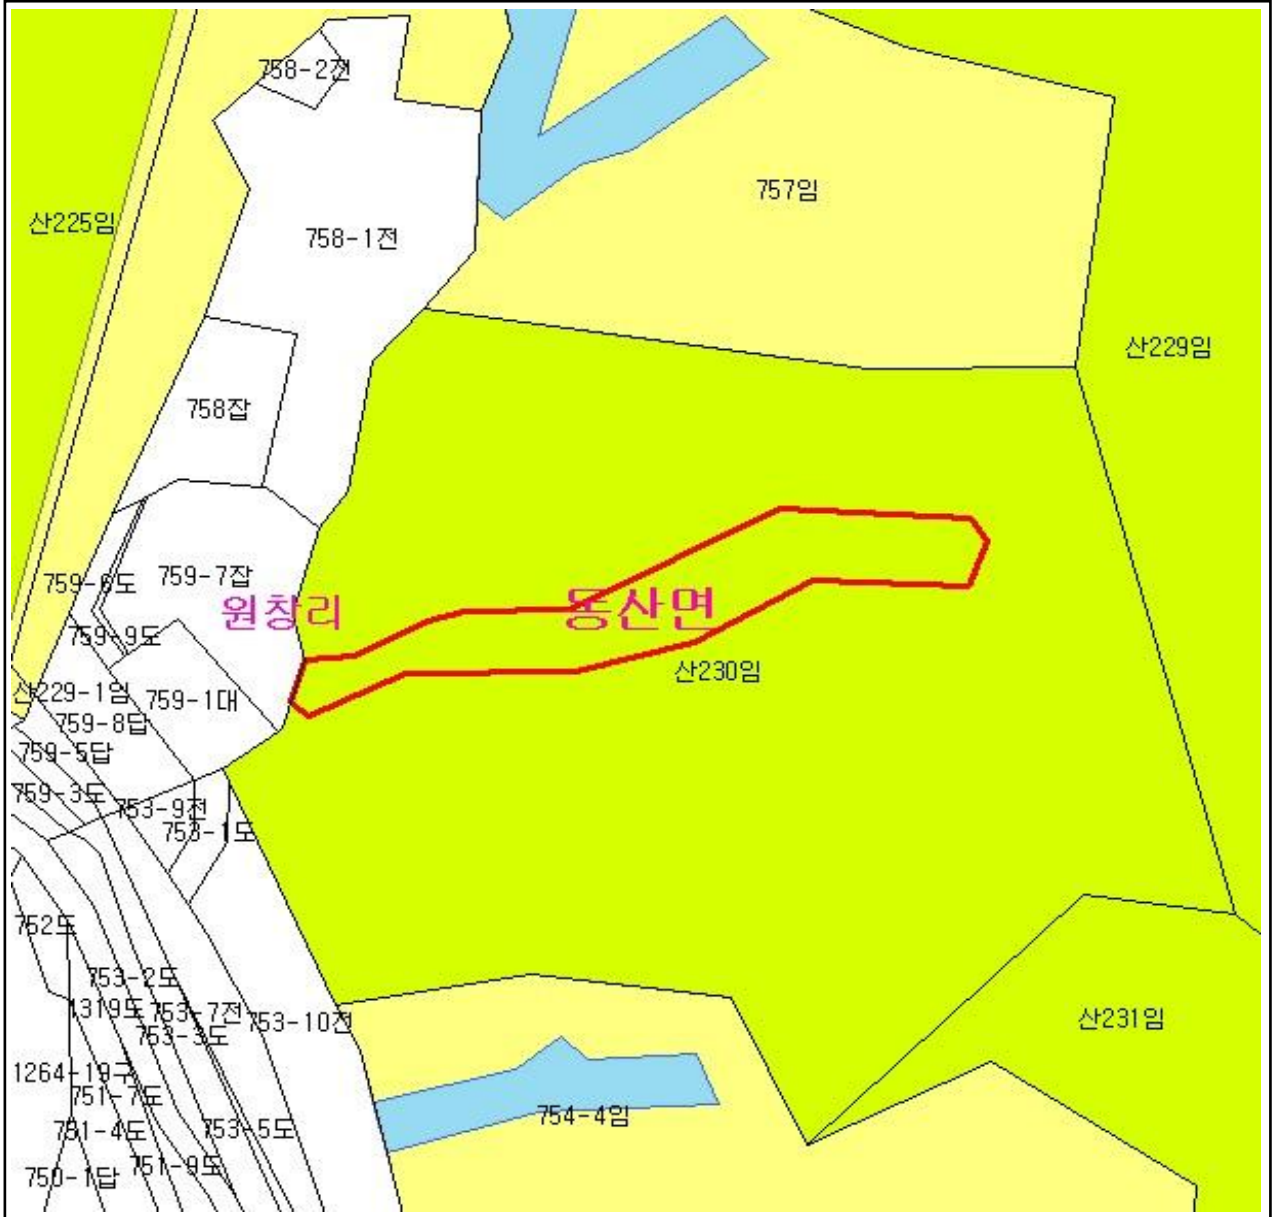 758-2전
757임
산225임
758-1전
산229임
758잡
759-7잡
759-6도
원창리
동산면
759-9도
산230임
산229-1임
759-1대
759-8답
759-5답
759-3도
753-9전
753-1도
752도
753-2도
1319도
753-7전
753-10전
산231임
753-3도
1264-19구
751-7도
754-4임
751-4도
753-5도
751-9도
750-1답